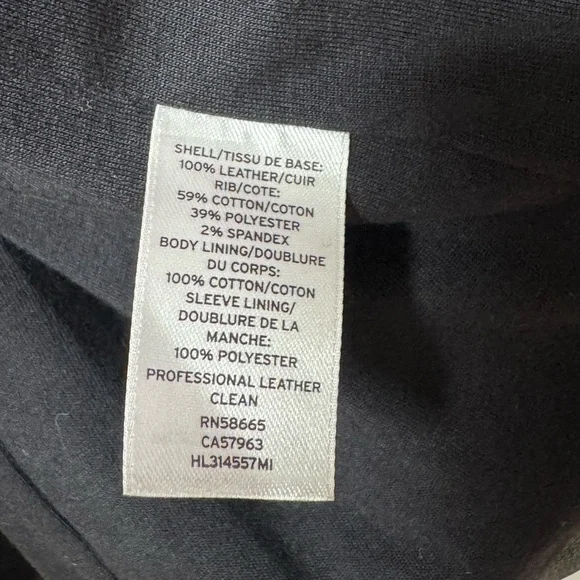 SHELL/TISSU DE BASE:
100% LEATHER/CUIR
RIB/COTE:
59% COTTON/COTON
39% POLYESTER
2% SPANDEX
BODY LINING/DOUBLURE
DU CORPS:
100% COTTON/COTON
SLEEVE LINING/
DOUBLURE DE LA
MANCHE:
100% POLYESTER
PROFESSIONAL LEATHER
CLEAN
RN58665
CA57963
HL314557MI